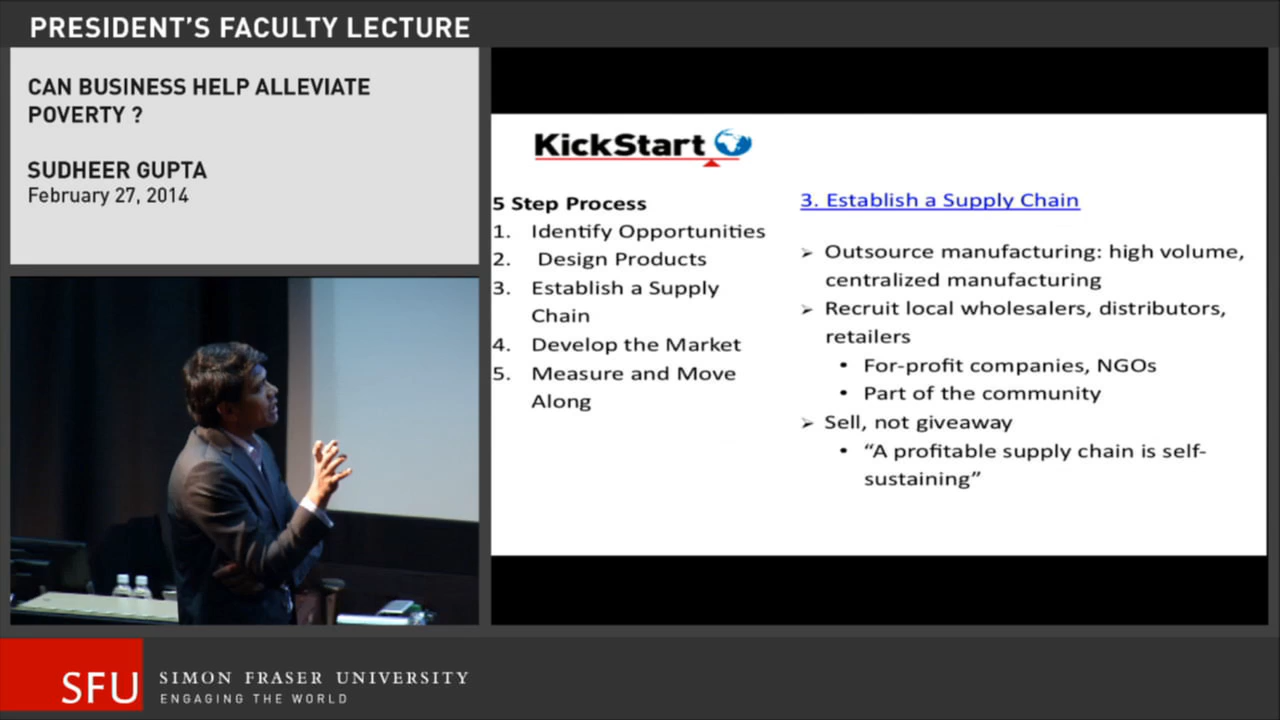 PRESIDENT'S FACULTY LECTURE
CAN BUSINESS HELP ALLEVIATE
POVERTY ?
SUDHEER GUPTA
February 27, 2014
KickStart
5 Step Process
1. Identify Opportunities
2. Design Products
3. Establish a Supply
Chain
4. Develop the Market
5. Measure and Move
Along
3. Establish a Supply Chain
➢ Outsource manufacturing: high volume,
centralized manufacturing
➢ Recruit local wholesalers, distributors,
retailers
• For-profit companies, NGOs
• Part of the community
➢ Sell, not giveaway
• “A profitable supply chain is self-
sustaining”
SFU
SIMON FRASER UNIVERSITY
ENGAGING THE WORLD